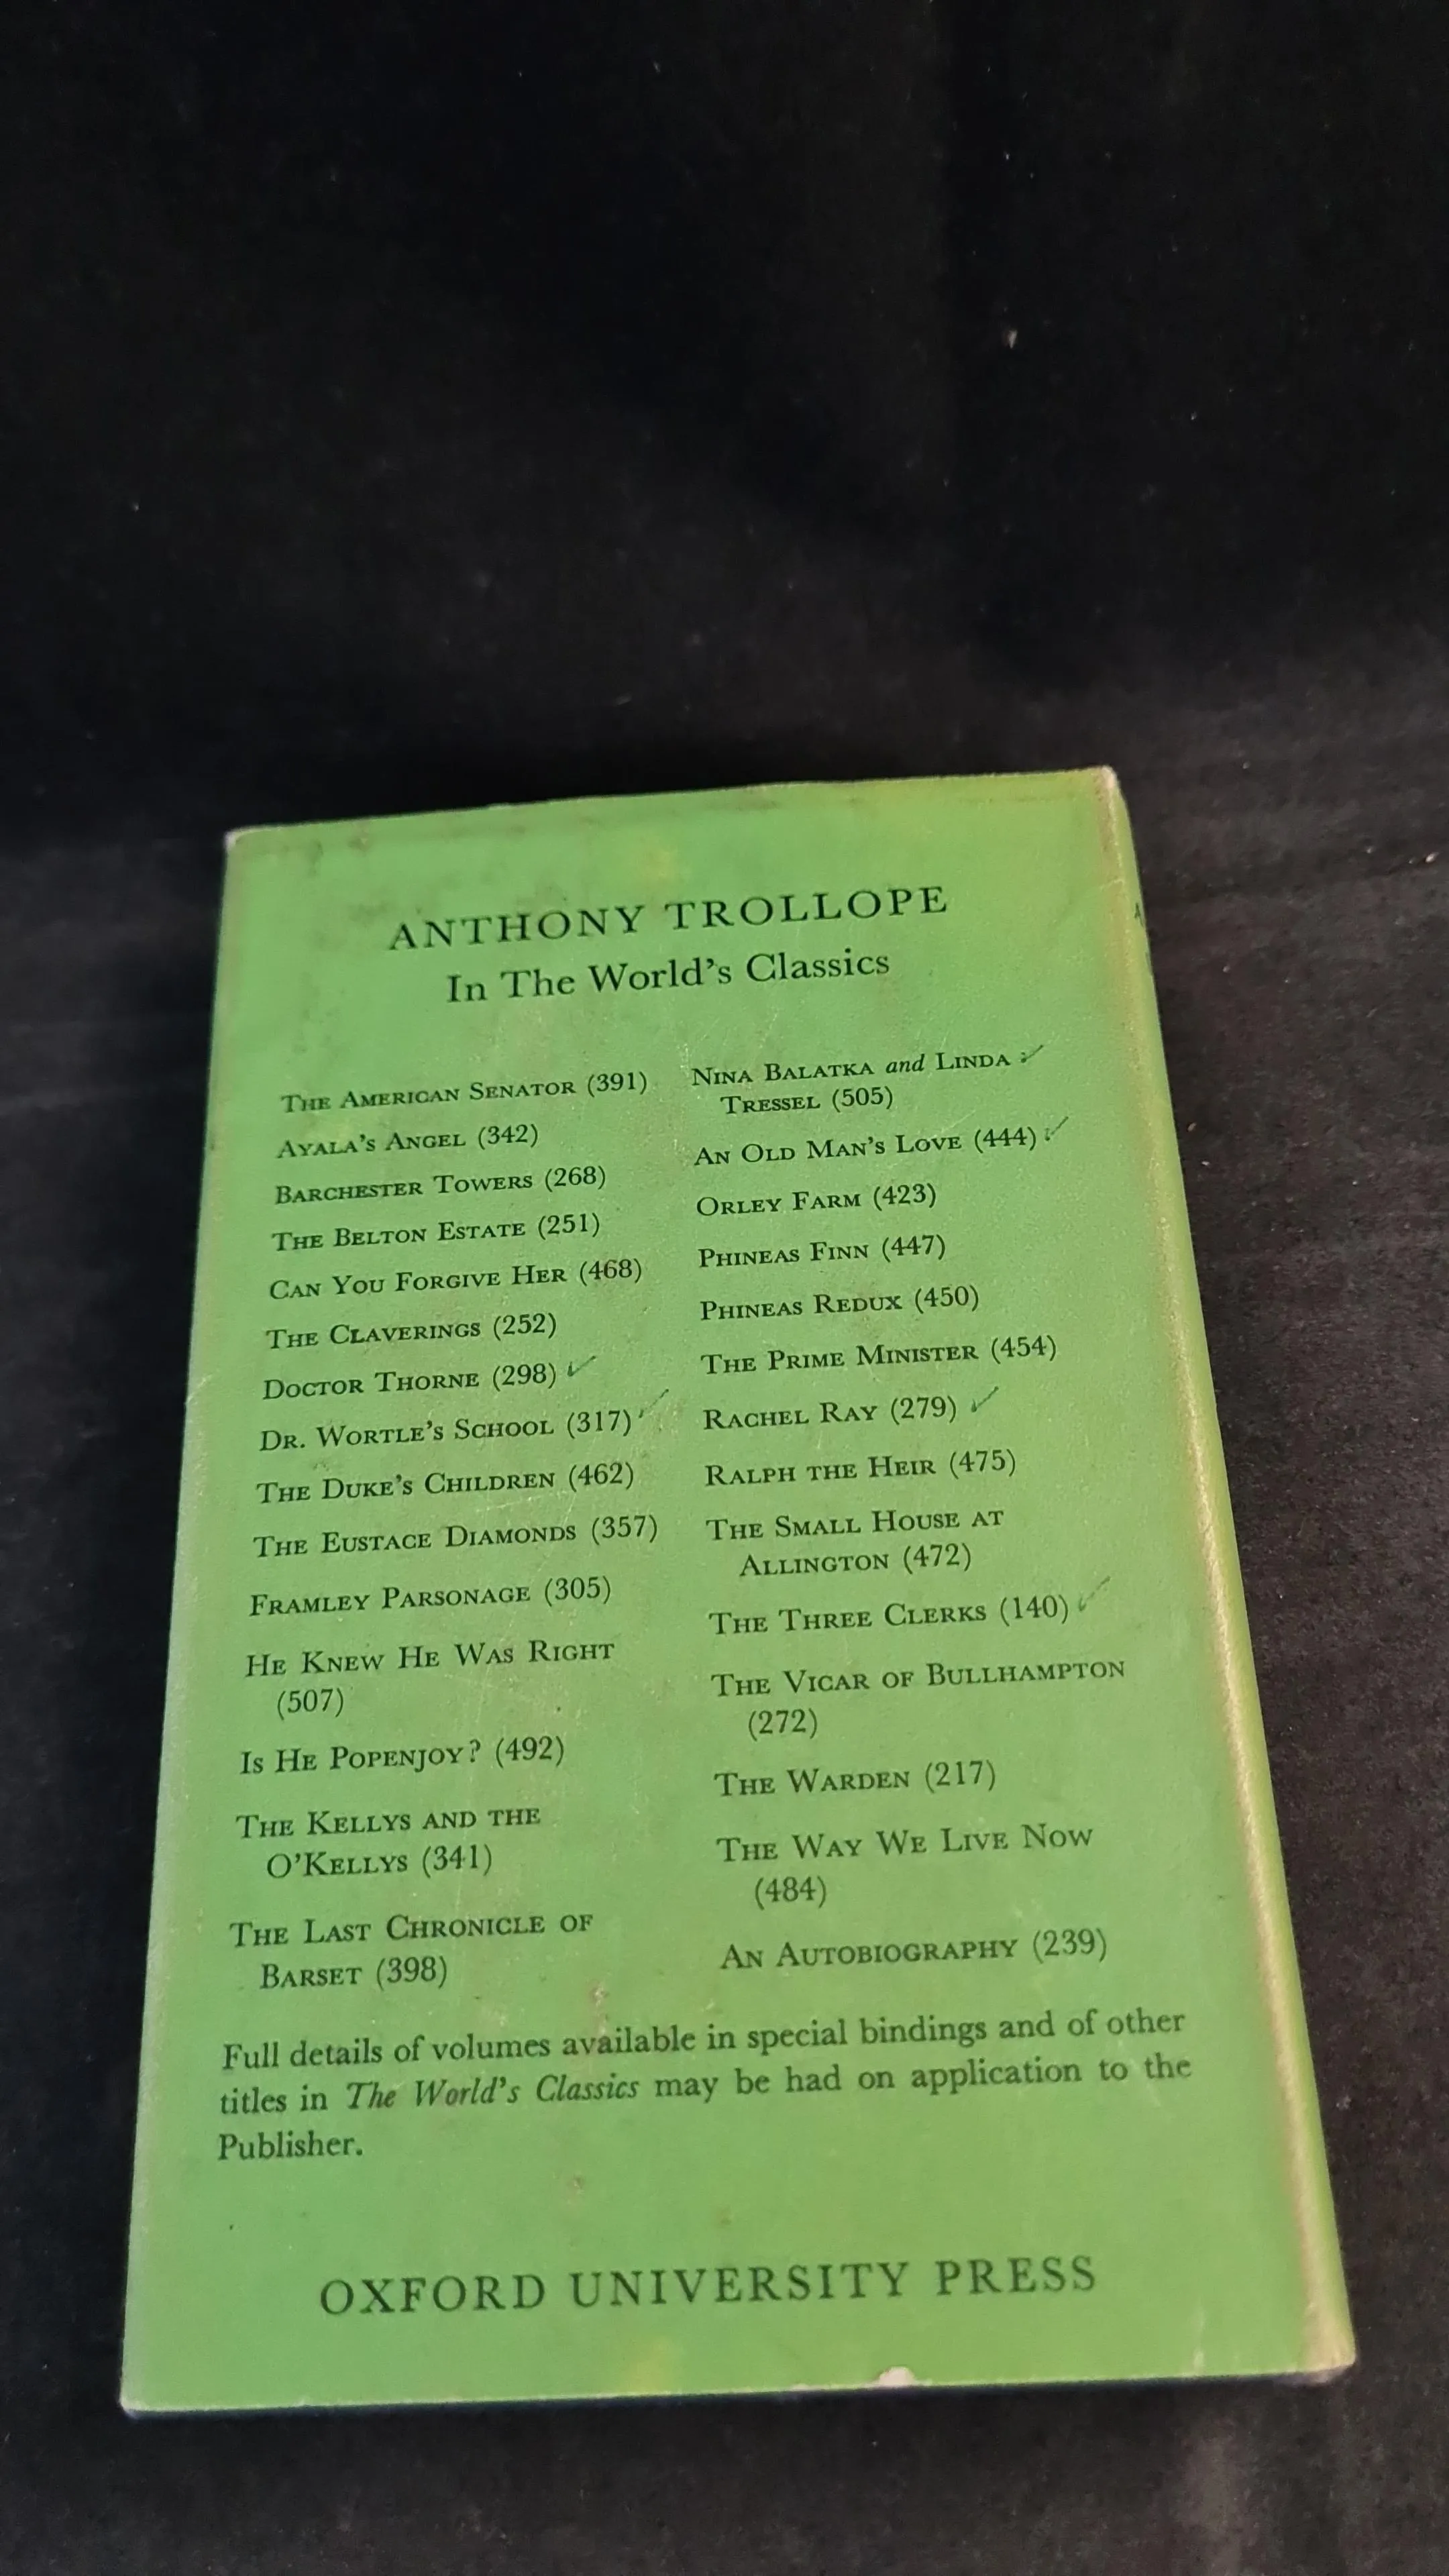 ANTHONY TROLLOPE
In The World's Classics
THE AMERICAN SENATOR (391)
AYALA'S ANGEL (342)
BARCHESTER TOWERS (268)
THE BELTON ESTATE (251)
CAN YOU FORGIVE HER (468)
THE CLAVERINGS (252)
DOCTOR THORNE (298) ✓
DR. WORTLE'S SCHOOL (317) ✓
THE DUKE'S CHILDREN (462)
THE EUSTACE DIAMONDS (357)
FRAMLEY PARSONAGE (305)
HE KNEW HE WAS RIGHT
(507)
IS HE POPENJOY? (492)
THE KELLYS AND THE
O'KELLYS (341)
THE LAST CHRONICLE OF
BARSET (398)
NINA BALATKA and LINDA ✓
TRESSEL (505)
AN OLD MAN'S LOVE (444) ✓
ORLEY FARM (423)
PHINEAS FINN (447)
PHINEAS REDUX (450)
THE PRIME MINISTER (454)
RACHEL RAY (279) ✓
RALPH THE HEIR (475)
THE SMALL HOUSE AT
ALLINGTON (472)
THE THREE CLERKS (140) ✓
THE VICAR OF BULLHAMPTON
(272)
THE WARDEN (217)
THE WAY WE LIVE NOW
(484)
AN AUTOBIOGRAPHY (239)
Full details of volumes available in special bindings and of other
titles in The World's Classics may be had on application to the
Publisher.
OXFORD UNIVERSITY PRESS